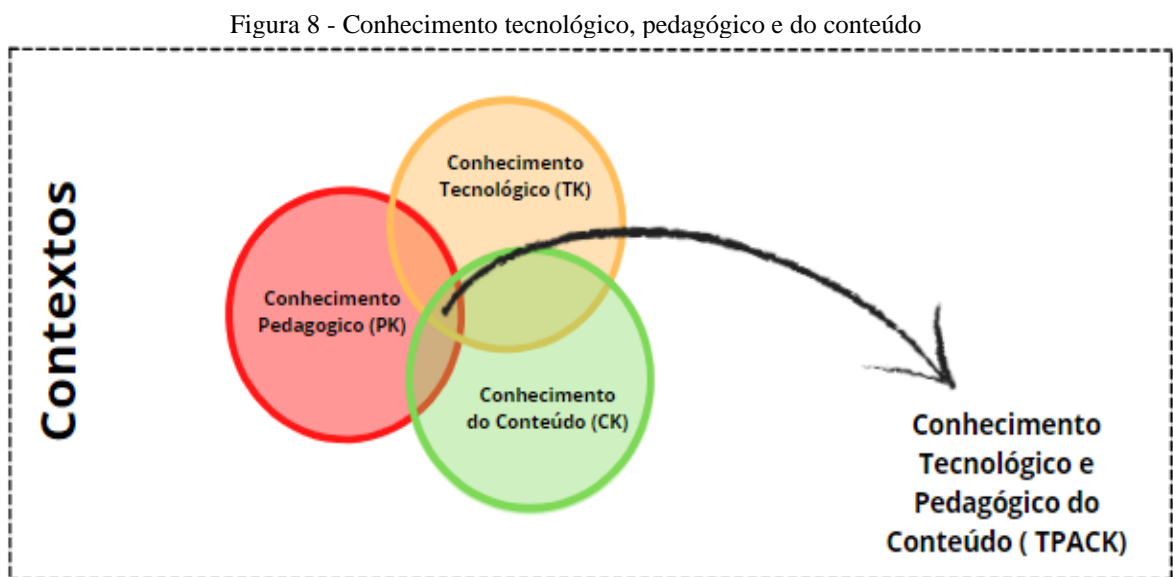 Figura 8 - Conhecimento tecnológico, pedagógico e do conteúdo
Contextos
Conhecimento
Tecnológico (TK)
Conhecimento
Pedagogico (PK)
Conhecimento
do Conteúdo (CK)
Conhecimento
Tecnológico e
Pedagógico do
Conteúdo ( TPACK)